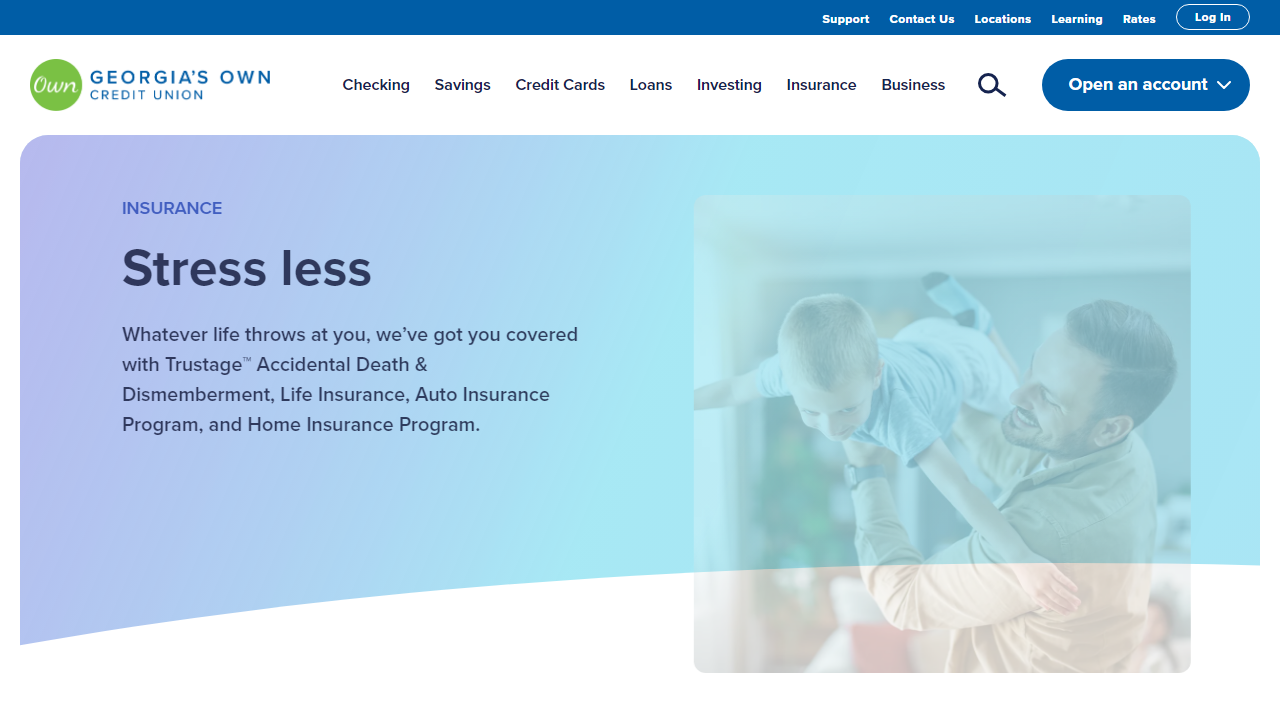 Support Contact Us Locations Learning Rates Log In
Own GEORGIA'S OWN
CREDIT UNION
Checking Savings Credit Cards Loans Investing Insurance Business Open an account
INSURANCE
Stress less
Whatever life throws at you, we've got you covered
with Trustage™ Accidental Death &
Dismemberment, Life Insurance, Auto Insurance
Program, and Home Insurance Program.